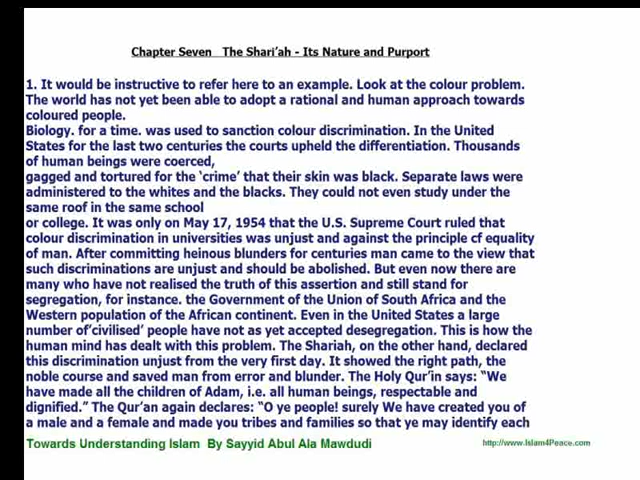 Chapter Seven   The Shari’ah - Its Nature and Purport
1. It would be instructive to refer here to an example. Look at the colour problem.
The world has not yet been able to adopt a rational and human approach towards
coloured people.
Biology. for a time. was used to sanction colour discrimination. In the United
States for the last two centuries the courts upheld the differentiation. Thousands
of human beings were coerced,
gagged and tortured for the ‘crime’ that their skin was black. Separate laws were
administered to the whites and the blacks. They could not even study under the
same roof in the same school
or college. It was only on May 17, 1954 that the U.S. Supreme Court ruled that
colour discrimination in universities was unjust and against the principle cf equality
of man. After committing heinous blunders for centuries man came to the view that
such discriminations are unjust and should be abolished. But even now there are
many who have not realised the truth of this assertion and still stand for
segregation, for instance. the Government of the Union of South Africa and the
Western population of the African continent. Even in the United States a large
number of‘civilised’ people have not as yet accepted desegregation. This is how the
human mind has dealt with this problem. The Shariah, on the other hand, declared
this discrimination unjust from the very first day. It showed the right path, the
noble course and saved man from error and blunder. The Holy Qur’in says: “We
have made all the children of Adam, i.e. all human beings, respectable and
dignified.” The Qur’an again declares: “O ye people! surely We have created you of
a male and a female and made you tribes and families so that ye may identify each
Towards Understanding Islam  By Sayyid Abul Ala Mawdudi
http://www.Islam4Peace.com